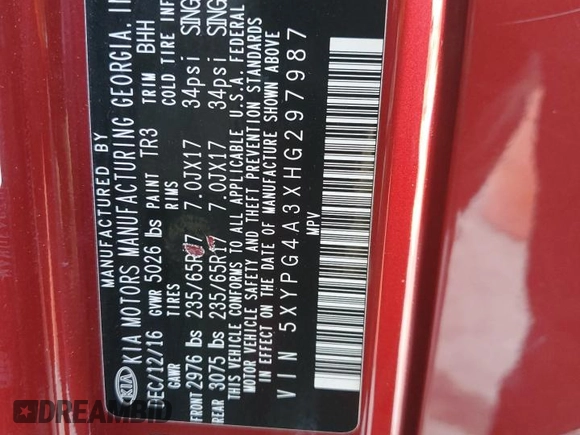 MANUFACTURED BY
KIA KIA MOTORS MANUFACTURING GEORGIA, I
DEC/12/16 GVWR 5026 lbs PAINT TR3 TRIM BHH
GAWR TIRES RIMS COLD TIRE INF
FRONT 2976 lbs 235/65R17 7.0JX17 34psi SING
REAR 3075 lbs 235/65R17 7.0JX17 34psi SING
THIS VEHICLE CONFORMS TO ALL APPLICABLE U.S.A. FEDERAL
MOTOR VEHICLE SAFETY AND THEFT PREVENTION STANDARDS
IN EFFECT ON THE DATE OF MANUFACTURE SHOWN ABOVE
VIN 5XYPG4A3XHG297987
MPV
DREAMBID